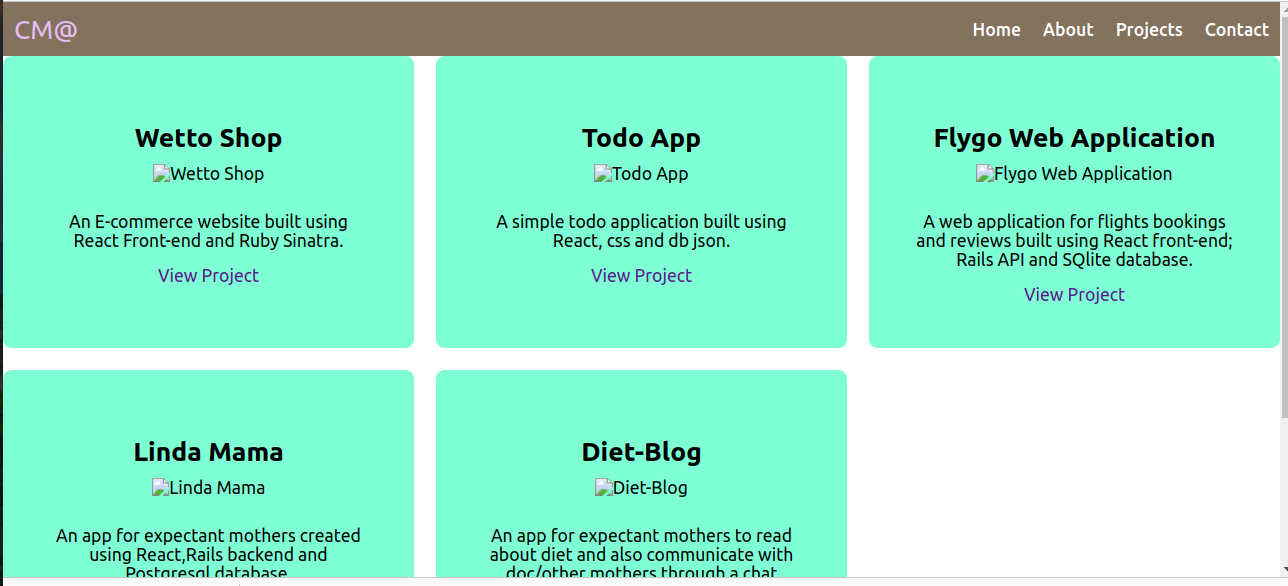 CM@
Home About Projects Contact
Wetto Shop
Wetto Shop
An E-commerce website built using
React Front-end and Ruby Sinatra.
View Project
Todo App
Todo App
A simple todo application built using
React, css and db json.
View Project
Flygo Web Application
Flygo Web Application
A web application for flights bookings
and reviews built using React front-end;
Rails API and SQlite database.
View Project
Linda Mama
Linda Mama
An app for expectant mothers created
using React,Rails backend and
Postgresql database
Diet-Blog
Diet-Blog
An app for expectant mothers to read
about diet and also communicate with
doc/other mothers through a chat